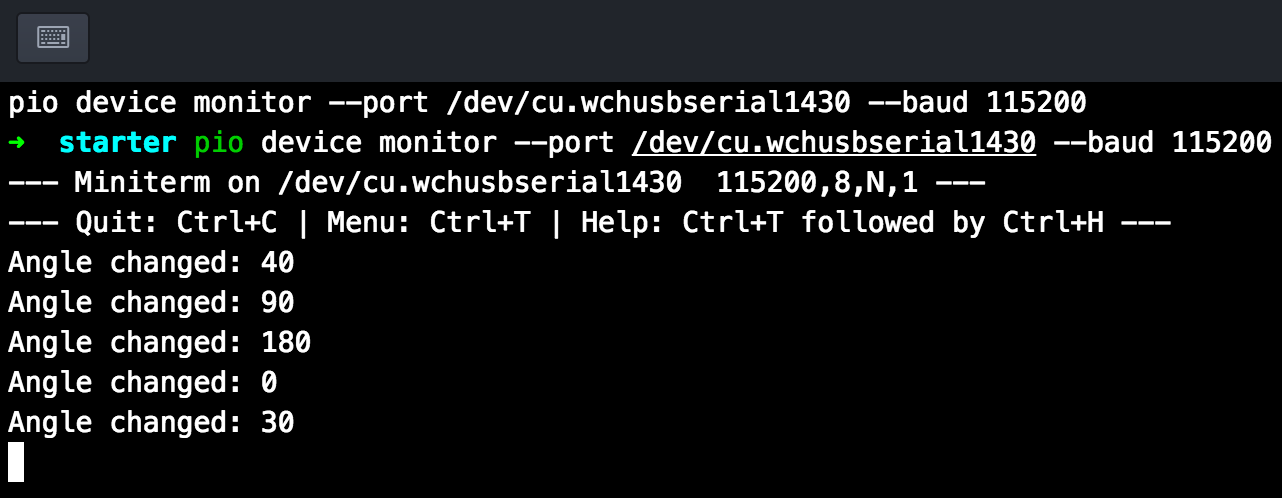 pio device monitor --port /dev/cu.wchusbserial1430 --baud 115200
➜  starter pio device monitor --port /dev/cu.wchusbserial1430 --baud 115200
--- Miniterm on /dev/cu.wchusbserial1430  115200,8,N,1 ---
--- Quit: Ctrl+C | Menu: Ctrl+T | Help: Ctrl+T followed by Ctrl+H ---
Angle changed: 40
Angle changed: 90
Angle changed: 180
Angle changed: 0
Angle changed: 30